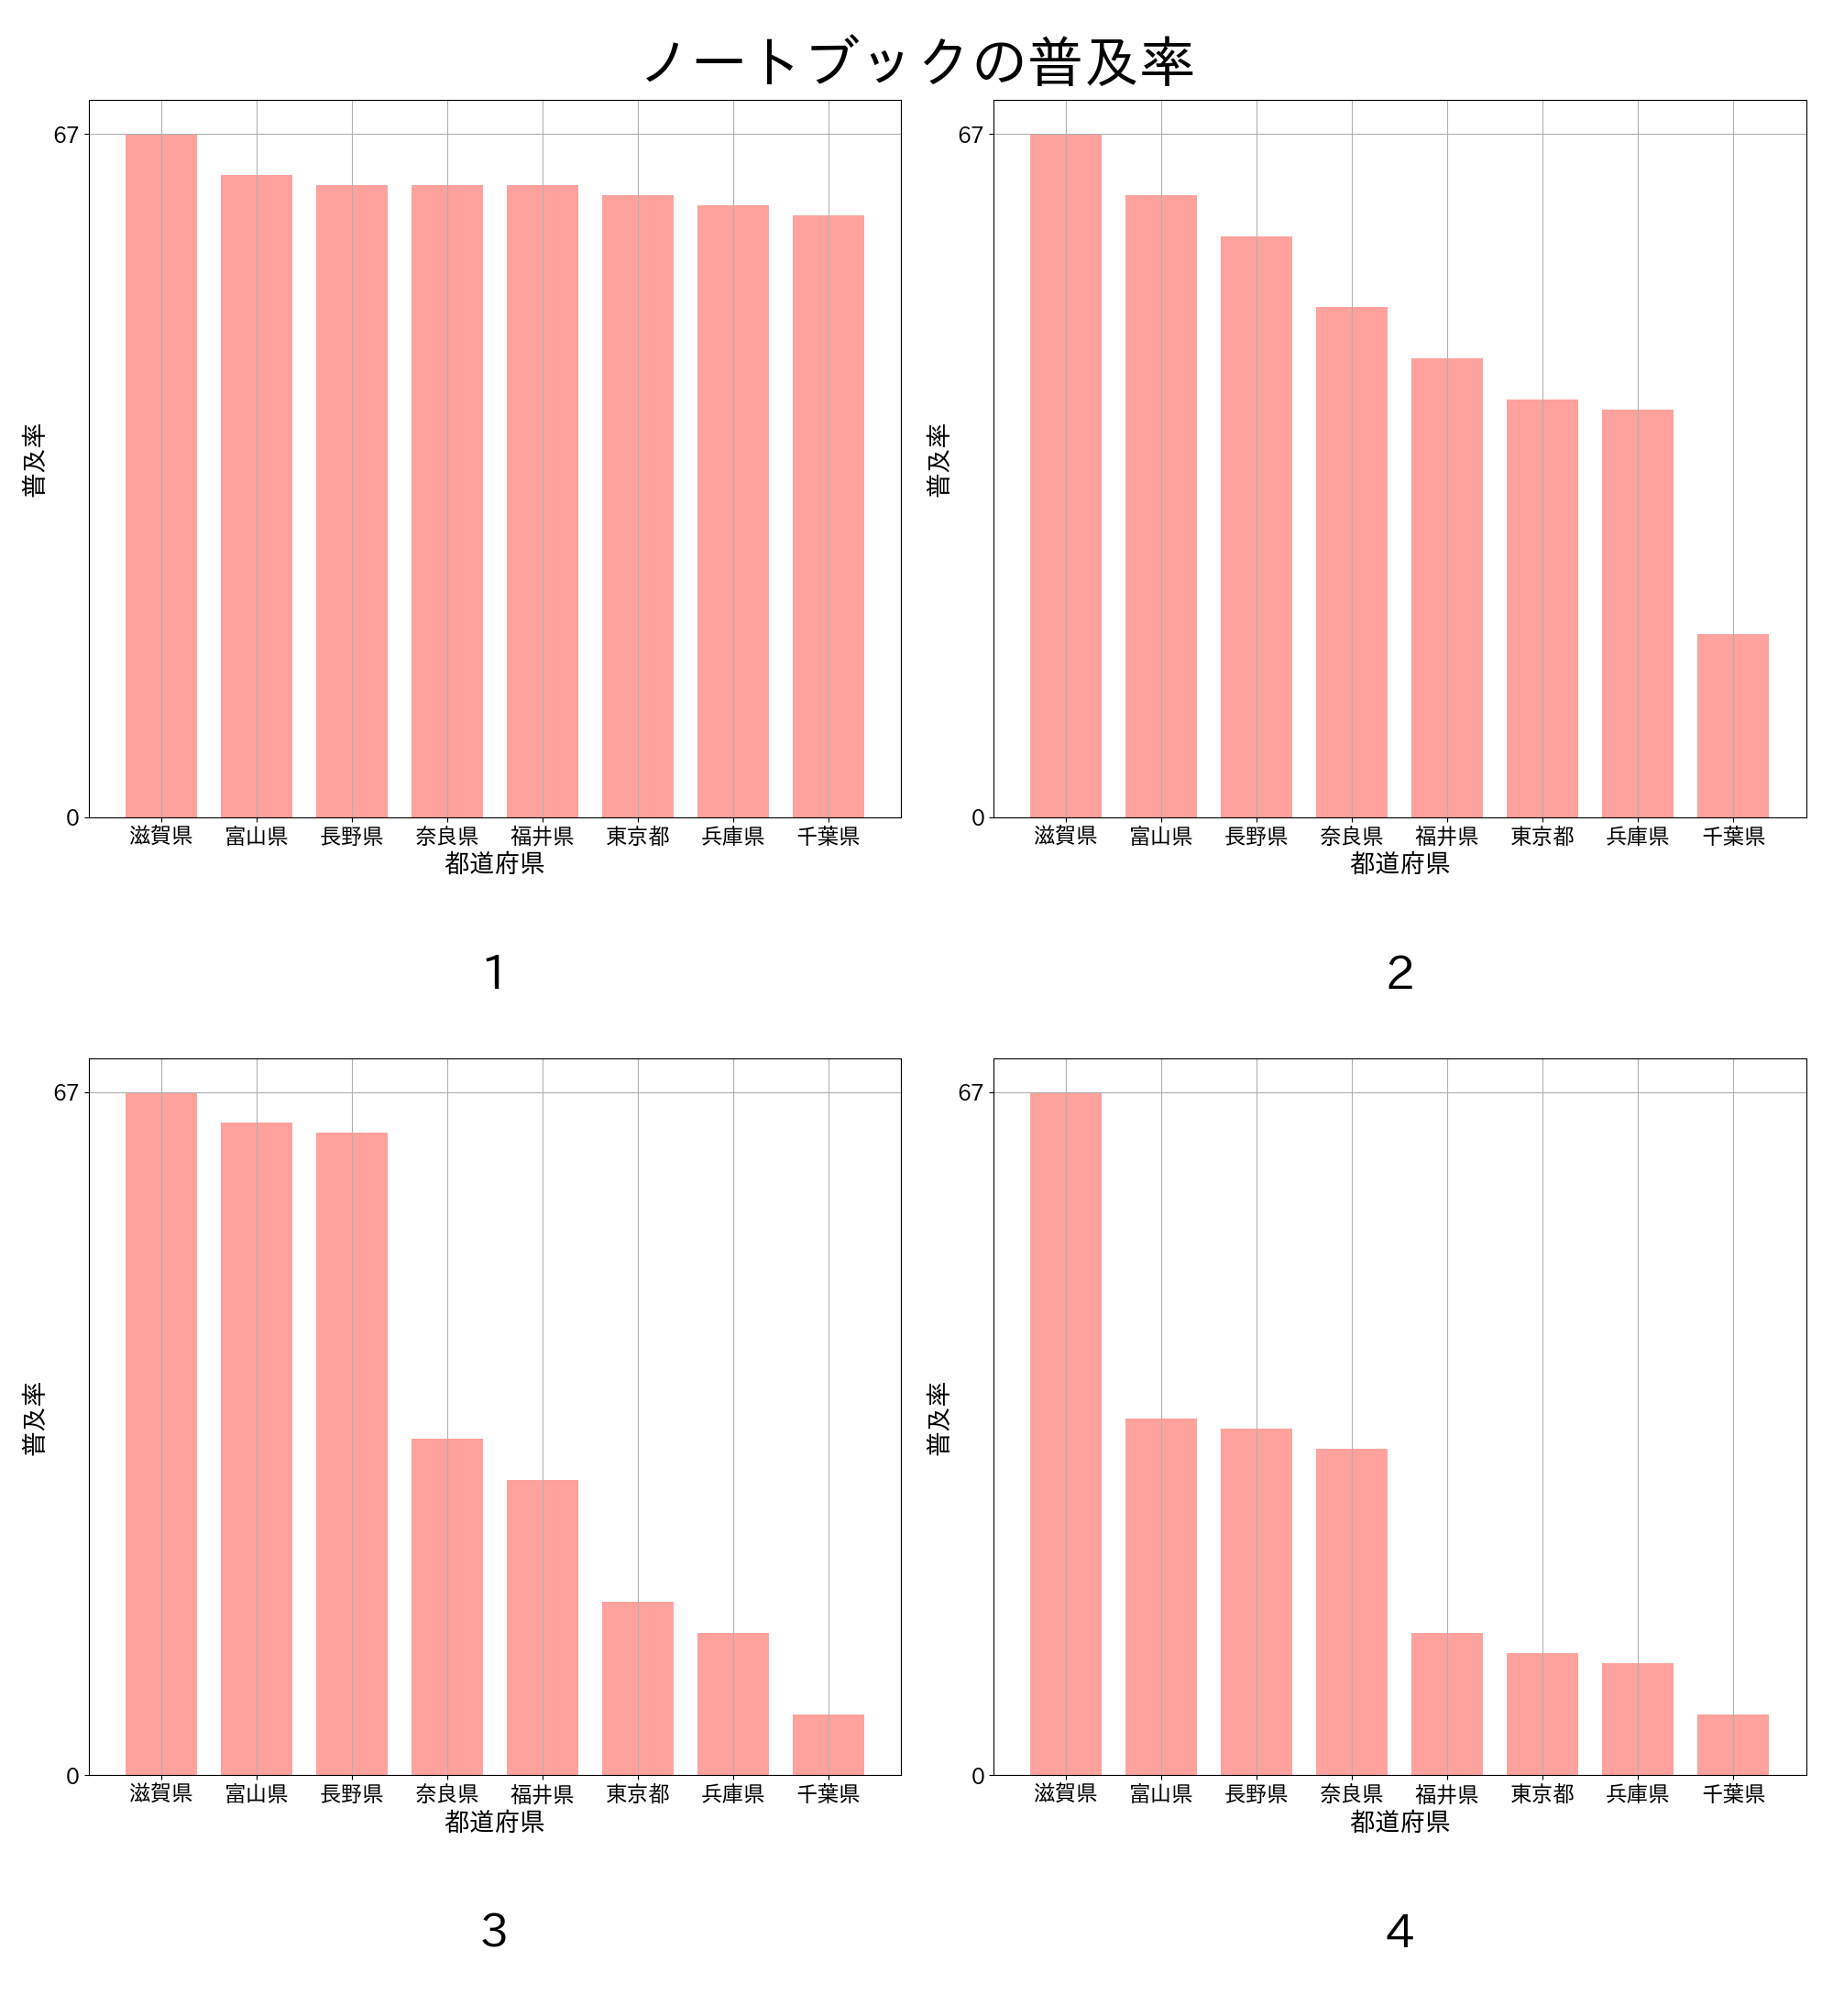 ノートブックの普及率
67
0
普及率
滋賀県 富山県 長野県 奈良県 福井県 東京都 兵庫県 千葉県
都道府県
1
67
0
普及率
滋賀県 富山県 長野県 奈良県 福井県 東京都 兵庫県 千葉県
都道府県
2
67
0
普及率
滋賀県 富山県 長野県 奈良県 福井県 東京都 兵庫県 千葉県
都道府県
3
67
0
普及率
滋賀県 富山県 長野県 奈良県 福井県 東京都 兵庫県 千葉県
都道府県
4